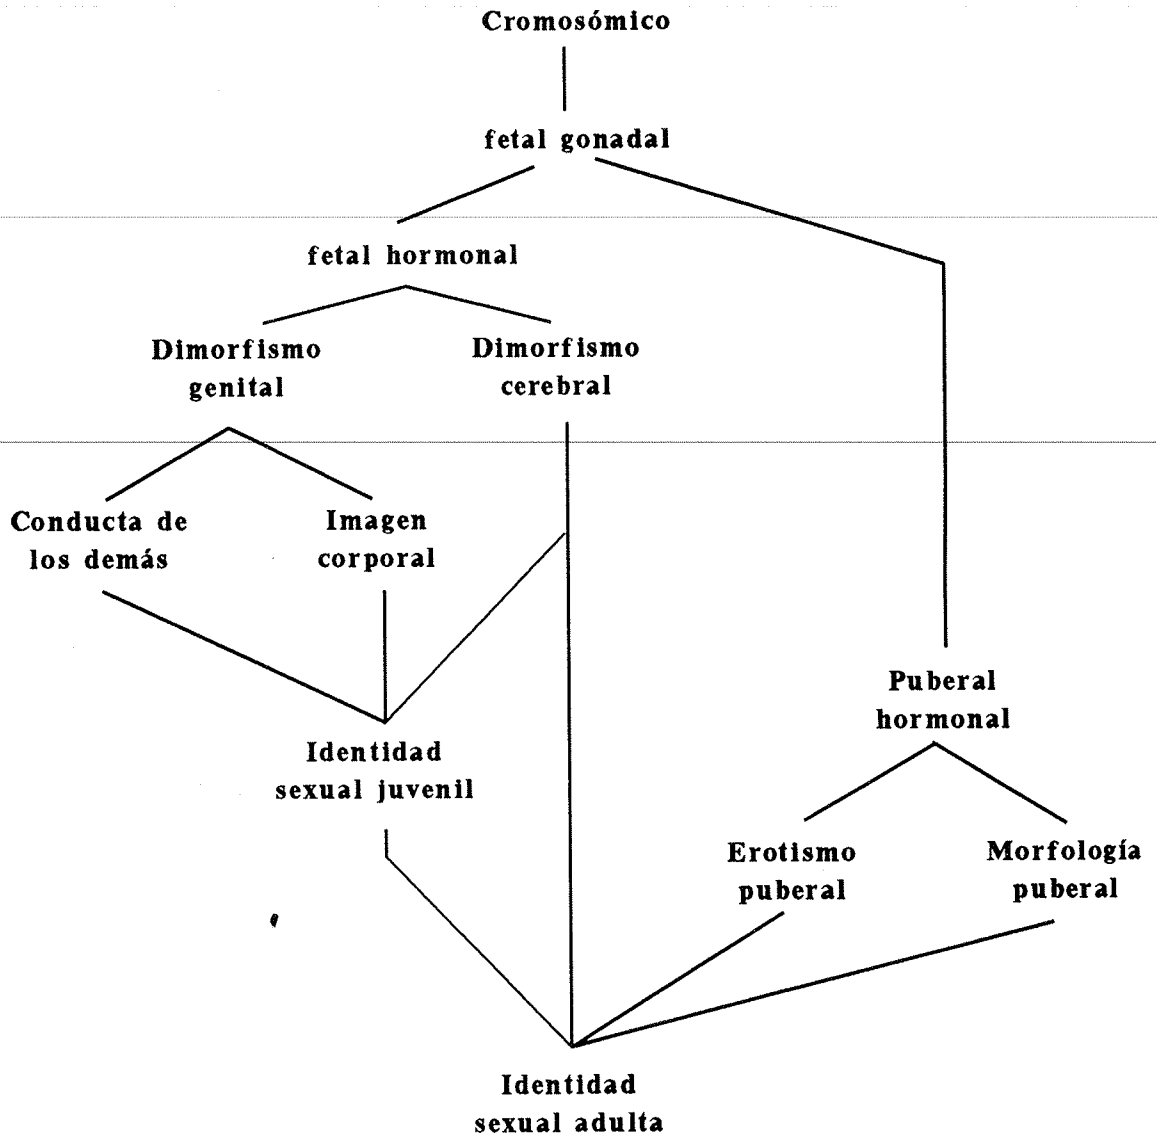 Cromosómico
fetal gonadal
fetal hormonal
Dimorfismo
genital
Dimorfismo
cerebral
Conducta de
los demás
Imagen
corporal
Identidad
sexual juvenil
Puberal
hormonal
Erotismo
puberal
Morfología
puberal
Identidad
sexual adulta